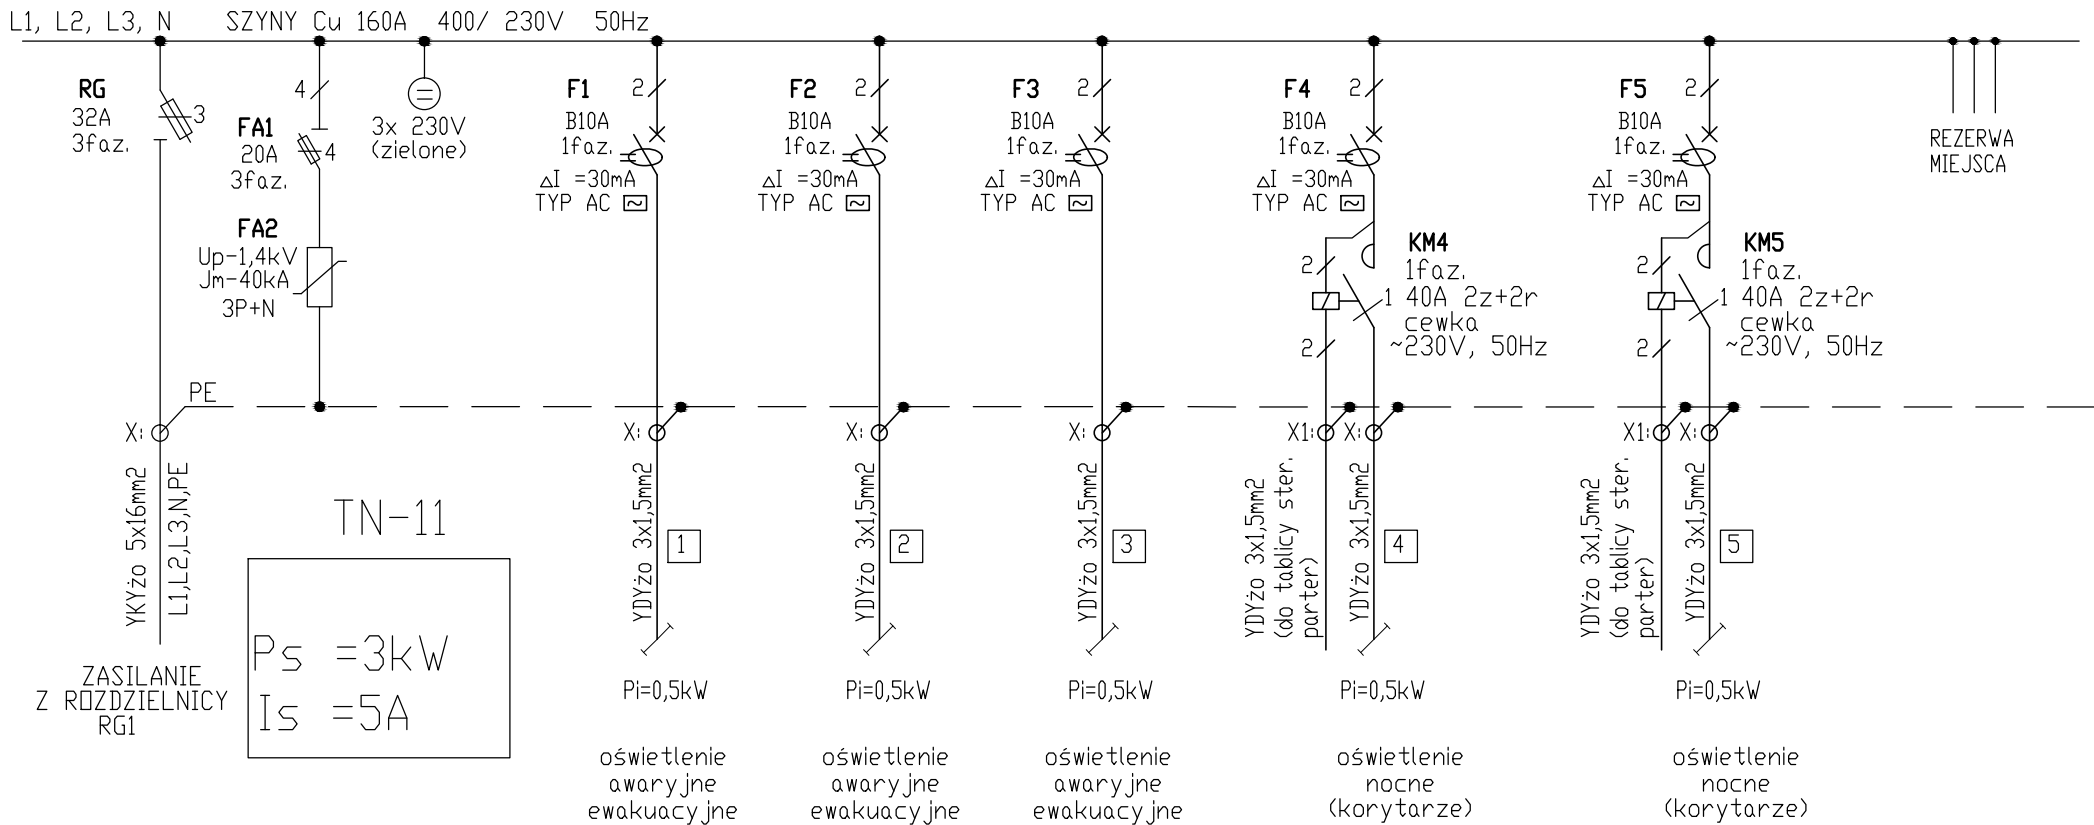 L1, L2, L3, N SZYNY Cu 160A 400/ 230V 50Hz
RG
32A
3faz.
3
4
FA1
20A
3faz.
4
FA2
Up-1,4kV
Jm-40kA
3P+N
3x 230V
(zielone)
F1
2
B10A
1faz.
ΔI =30mA
TYP AC ~
F2
2
B10A
1faz.
ΔI =30mA
TYP AC ~
F3
2
B10A
1faz.
ΔI =30mA
TYP AC ~
F4
2
B10A
1faz.
ΔI =30mA
TYP AC ~
KM4
1faz.
40A 2z+2r
cewka
~230V, 50Hz
2
1
2
F5
2
B10A
1faz.
ΔI =30mA
TYP AC ~
KM5
1faz.
40A 2z+2r
cewka
~230V, 50Hz
2
1
2
REZERWA
MIEJSCA
PE
X:
X:
X:
X:
X1:
X:
X1:
X:
YKYżo 5x16mm2
L1,L2,L3,N,PE
ZASILANIE
Z ROZDZIELNICY
RG1
TN-11
Ps =3kW
Is =5A
YDYżo 3x1,5mm2
1
Pi=0,5kW
oświetlenie
awaryjne
ewakuacyjne
YDYżo 3x1,5mm2
2
Pi=0,5kW
oświetlenie
awaryjne
ewakuacyjne
YDYżo 3x1,5mm2
3
Pi=0,5kW
oświetlenie
awaryjne
ewakuacyjne
YDYżo 3x1,5mm2
(do tablicy ster.
parter)
YDYżo 3x1,5mm2
4
Pi=0,5kW
oświetlenie
nocne
(korytarze)
YDYżo 3x1,5mm2
(do tablicy ster.
parter)
YDYżo 3x1,5mm2
5
Pi=0,5kW
oświetlenie
nocne
(korytarze)